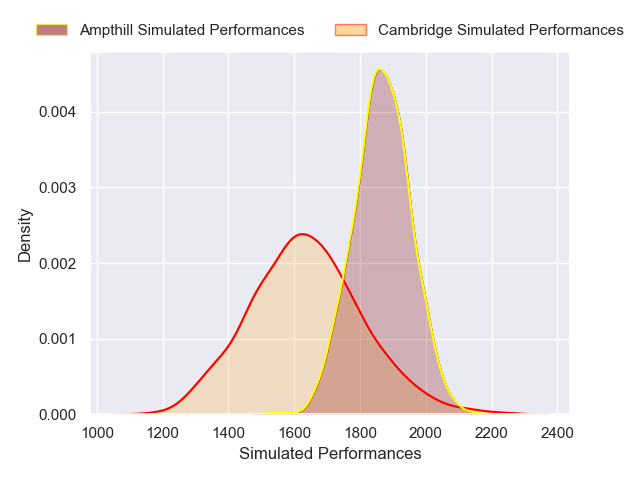 Ampthill Simulated Performances Cambridge Simulated Performances
0.004
0.003
0.002
0.001
0.000
Density
1000 1200 1400 1600 1800 2000 2200 2400
Simulated Performances